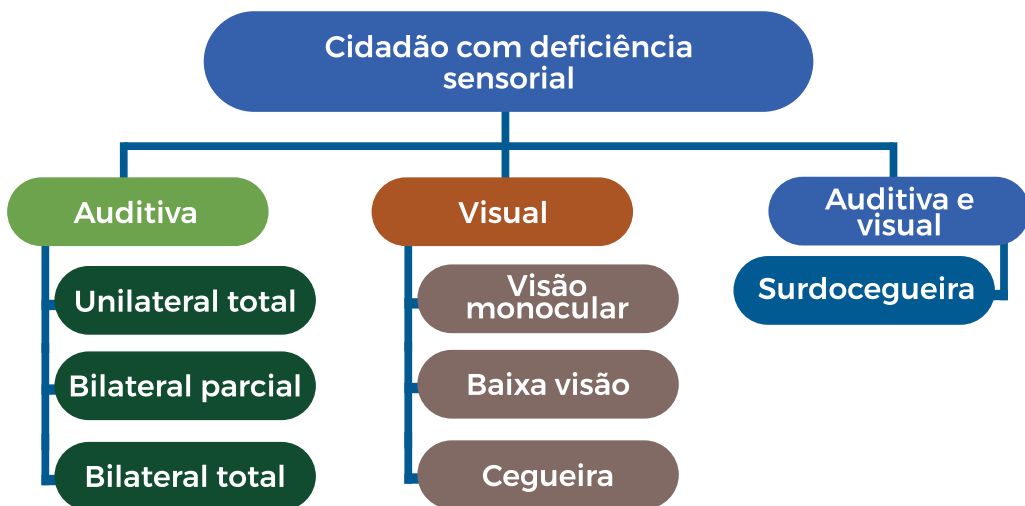 Cidadão com deficiência
sensorial
Auditiva
Unilateral total
Bilateral parcial
Bilateral total
Visual
Visão
monocular
Baixa visão
Cegueira
Auditiva e
visual
Surdocegueira